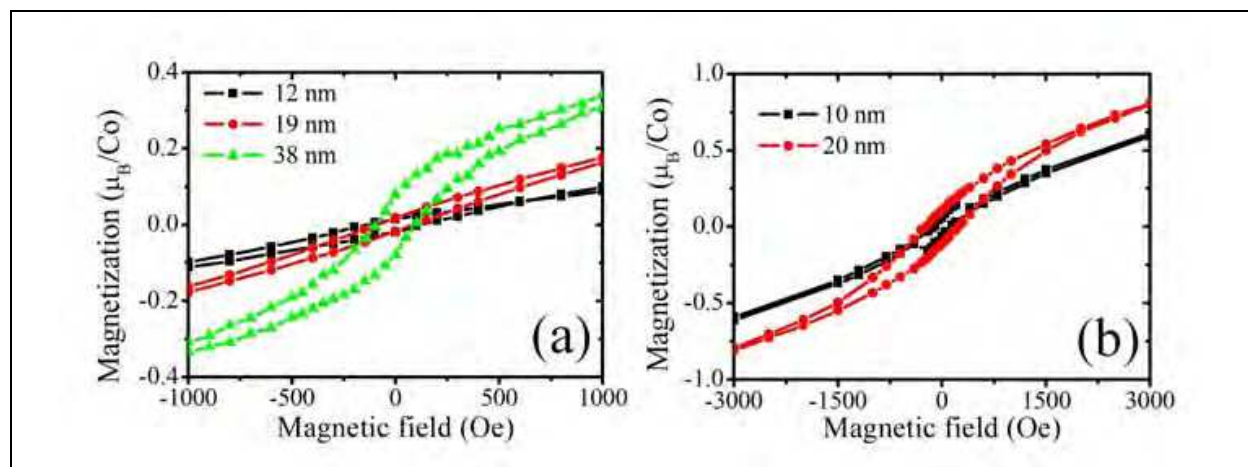 0.4
0.2
0.0
-0.2
-0.4
Magnetization (μB/Co)
12 nm
19 nm
38 nm
(a)
-1000
-500
0
500
1000
Magnetic field (Oe)
1.0
0.5
0.0
-0.5
-1.0
Magnetization (μB/Co)
10 nm
20 nm
(b)
-3000
-1500
0
1500
3000
Magnetic field (Oe)